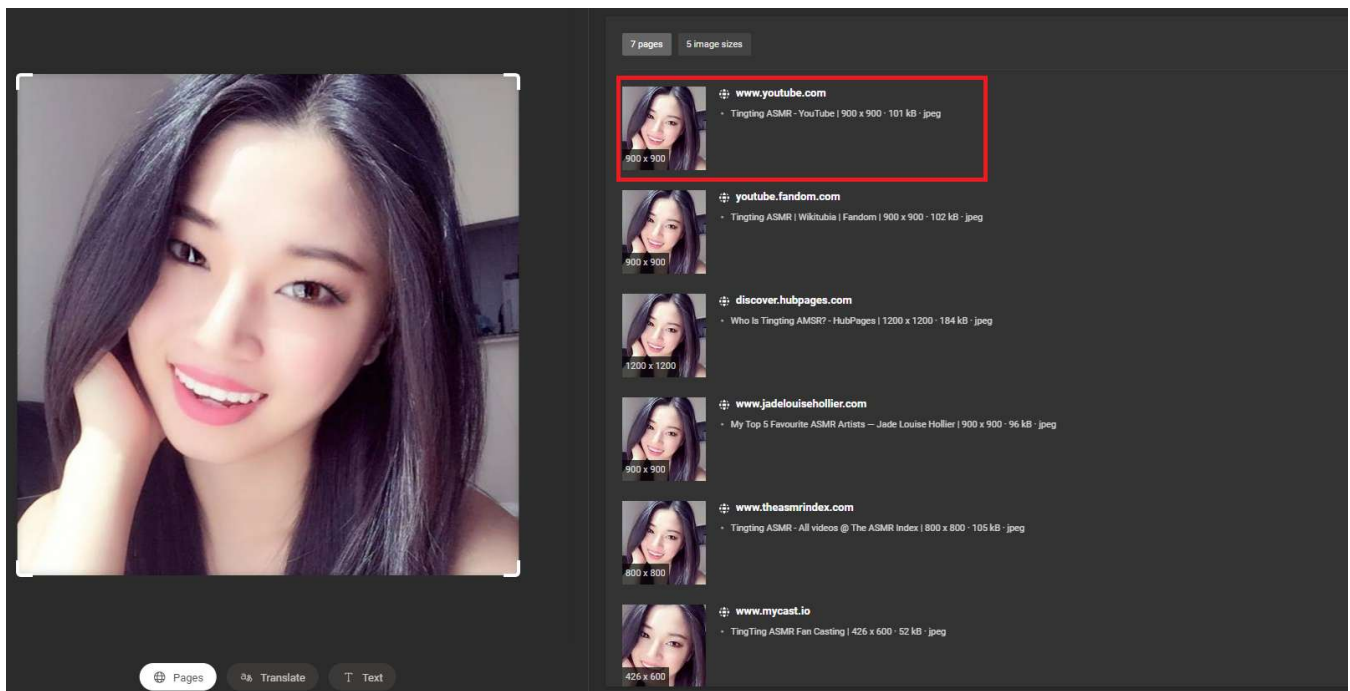 7 pages 5 image sizes
www.youtube.com
Tingting ASMR - YouTube | 900 x 900 · 101 kB · jpeg
900 x 900
youtube.fandom.com
Tingting ASMR | Wikitubia | Fandom | 900 x 900 · 102 kB · jpeg
900 x 900
discover.hubpages.com
Who Is Tingting AMSR? - HubPages | 1200 x 1200 · 184 kB · jpeg
1200 x 1200
www.jadelouisehollier.com
My Top 5 Favourite ASMR Artists — Jade Louise Hollier | 900 x 900 · 96 kB · jpeg
900 x 900
www.theasmrindex.com
Tingting ASMR - All videos @ The ASMR Index | 800 x 800 · 105 kB · jpeg
800 x 800
www.mycast.io
TingTing ASMR Fan Casting | 426 x 600 · 52 kB · jpeg
426 x 600
Pages Translate T Text